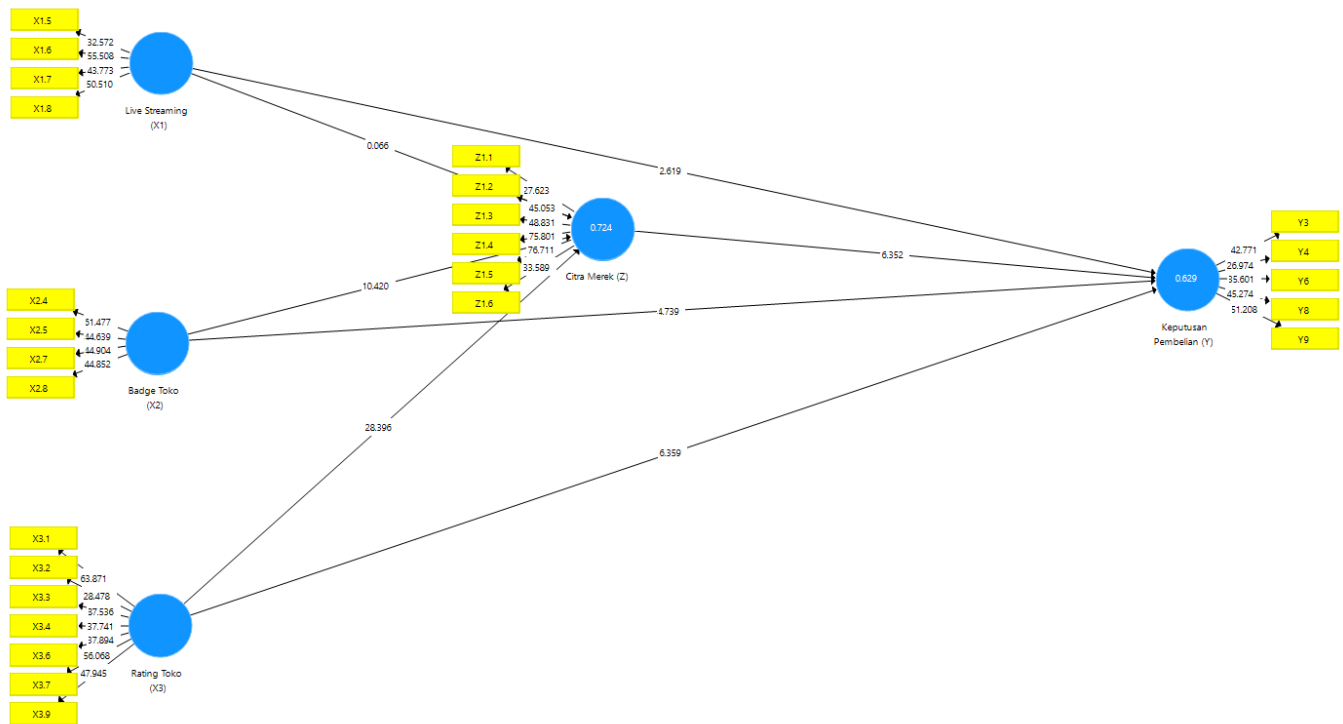 X1.5
X1.6
X1.7
X1.8
32.572
55.508
43.773
50.510
Live Streaming
(X1)
0.066
2.619
Z1.1
Z1.2
Z1.3
Z1.4
Z1.5
Z1.6
27.623
45.053
48.831
75.801
76.711
33.589
0.724
Citra Merek (Z)
6.352
10.420
4.739
X2.4
X2.5
X2.7
X2.8
51.477
44.639
44.904
44.852
Badge Toko
(X2)
28.396
6.359
X3.1
X3.2
X3.3
X3.4
X3.6
X3.7
X3.9
63.871
28.478
37.536
37.741
37.894
56.068
47.945
Rating Toko
(X3)
0.629
Keputusan
Pembelian (Y)
42.771
26.974
35.601
45.274
51.208
Y3
Y4
Y6
Y8
Y9